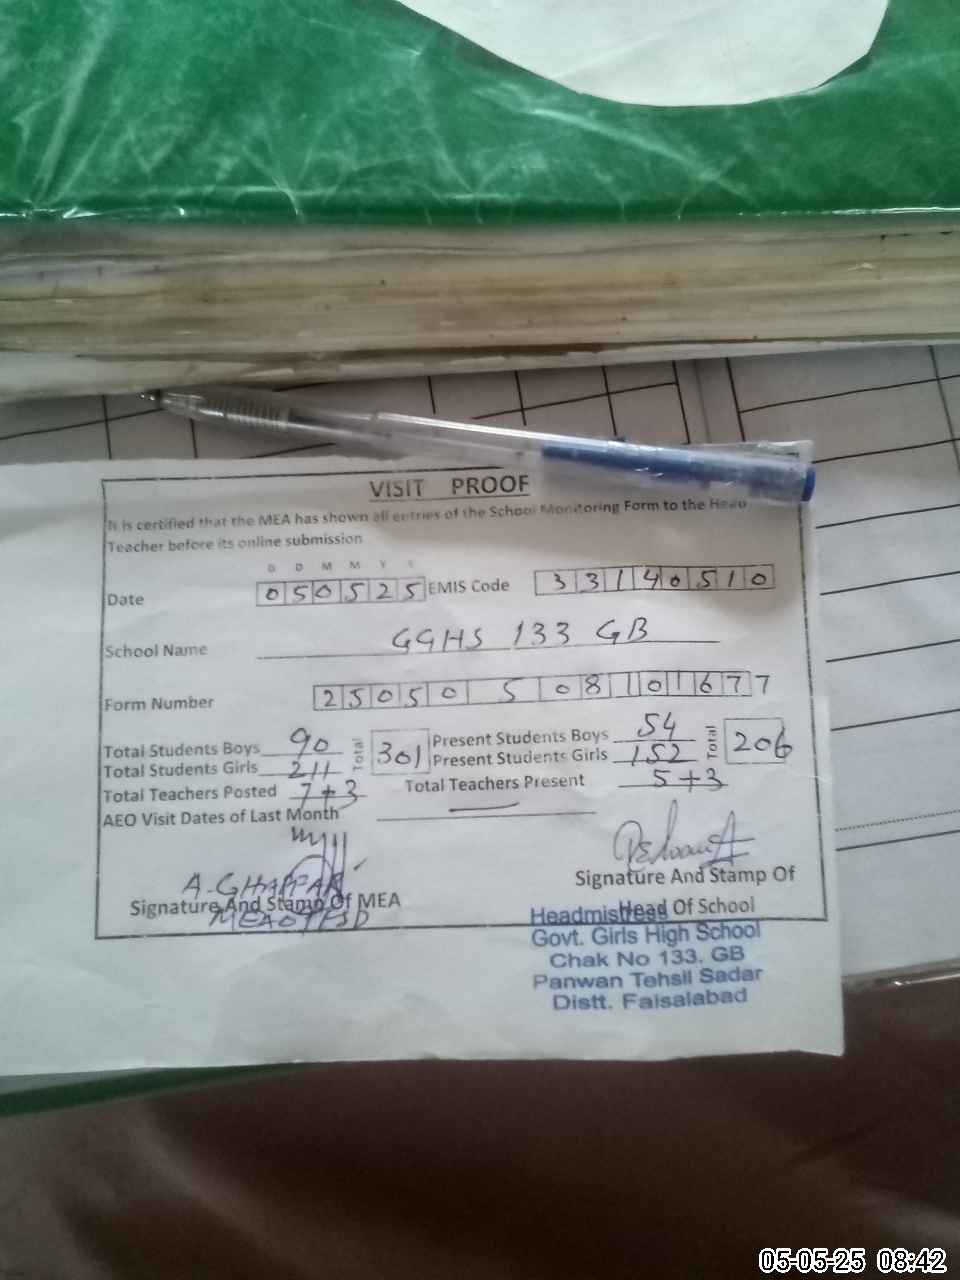 VISIT PROOF
It is certified that the MEA has shown all entries of the School Monitoring Form to the Head
Teacher before its online submission
D D M M Y Y
Date 050525 EMIS Code 33140510
School Name GGHS 133 GB
Form Number 25050 5 08101677
Total Students Boys 90 Total 301 Present Students Boys 54 Total 206
Total Students Girls 211 Present Students Girls 152
Total Teachers Posted 7+3 Total Teachers Present 5+3
AEO Visit Dates of Last Month
A-GHAFFAR
Signature And Stamp Of MEA
Signature And Stamp Of
Head Of School
Headmistress
Govt. Girls High School
Chak No 133. GB
Panwan Tehsil Sadar
Distt. Faisalabad
05-05-25 08:42